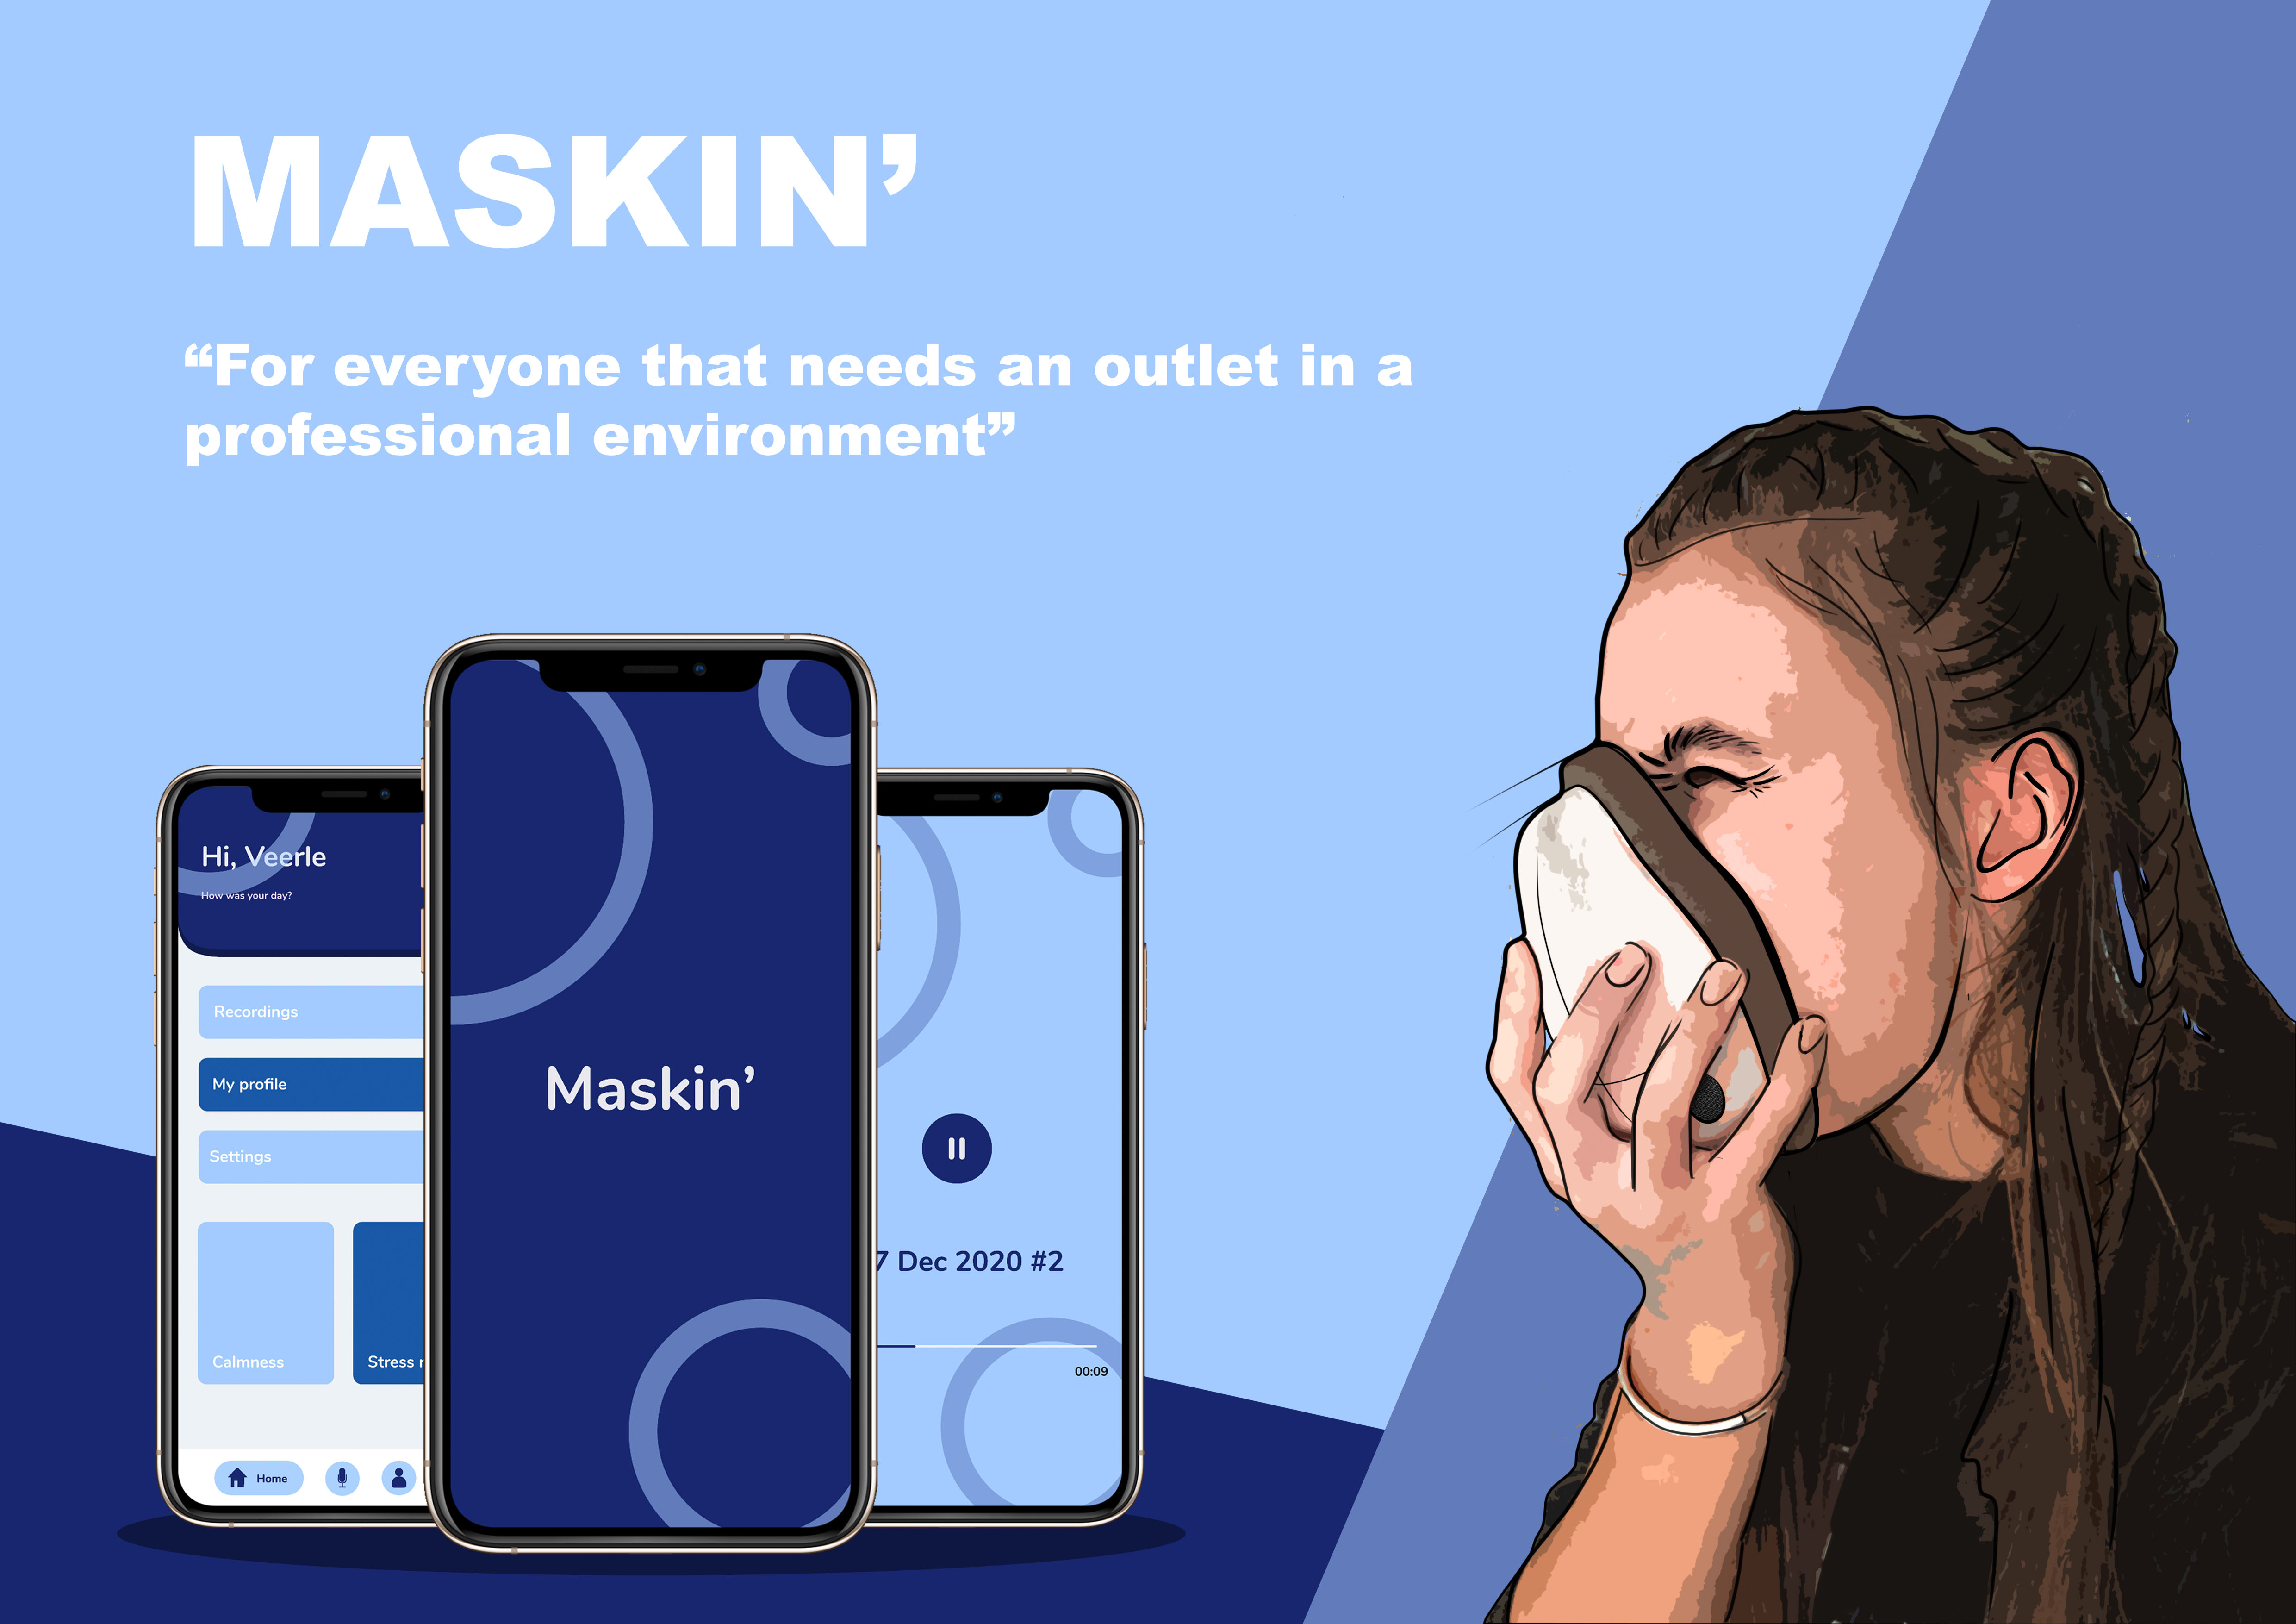 MASKIN’
“For everyone that needs an outlet in a
professional environment”
Hi, Veerle
How was your day?
Recordings
My profile
Settings
Calmness
Stress
Home
Maskin’
7 Dec 2020 #2
00:09